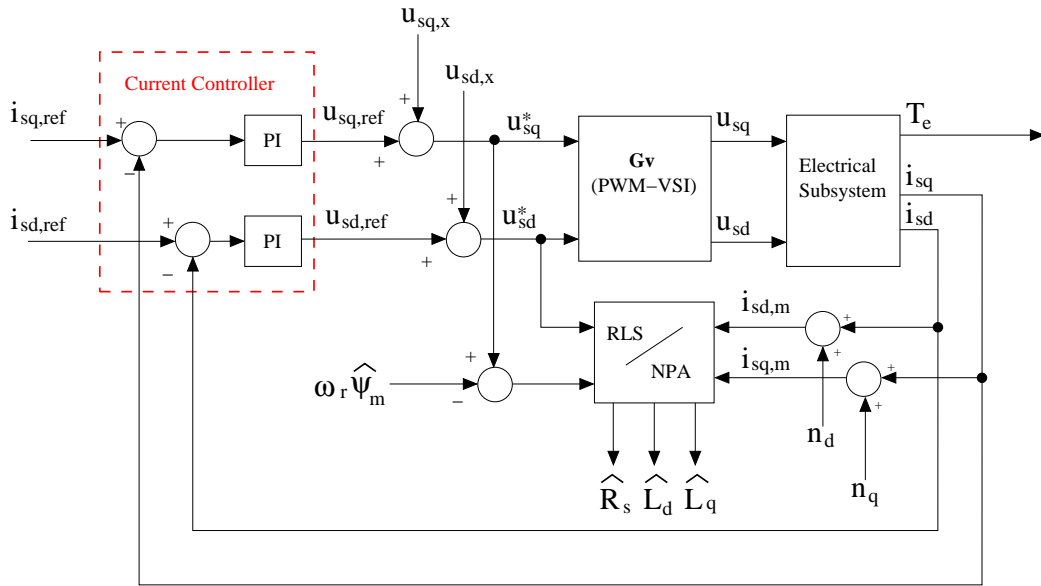 u_sq,x
u_sd,x
Current Controller
i_sq,ref
+
−
PI
u_sq,ref
+
+
u*_sq
Gv
(PWM−VSI)
u_sq
Electrical
Subsystem
T_e
i_sq
i_sd
i_sd,ref
+
−
PI
u_sd,ref
+
+
u*_sd
u_sd
RLS
NPA
i_sd,m
+
+
i_sq,m
+
+
ω_r ψ̂_m
+
−
n_d
n_q
R̂_s
L̂_d
L̂_q